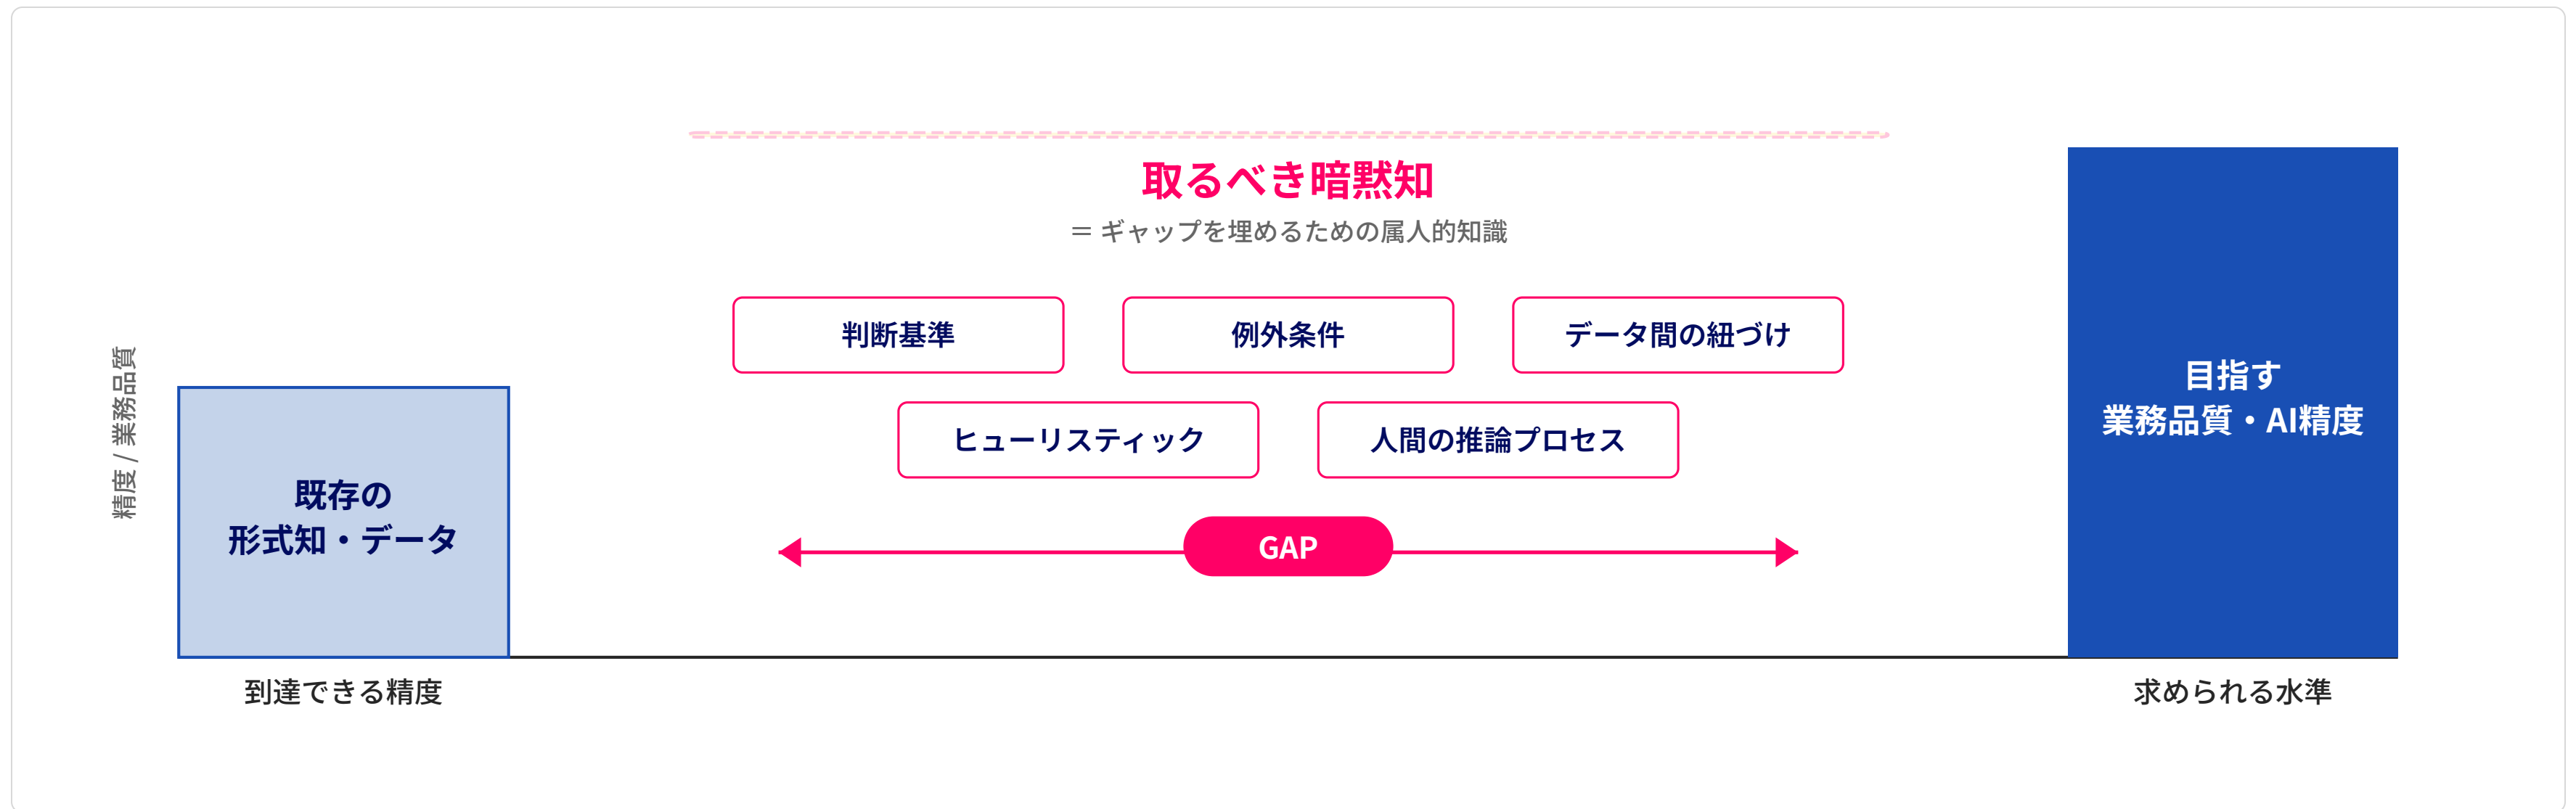 取るべき暗黙知
= ギャップを埋めるための属人的知識
判断基準
例外条件
データ間の紐づけ
ヒューリスティック
人間の推論プロセス
GAP
精度 / 業務品質
既存の
形式知・データ
到達できる精度
目指す
業務品質・AI精度
求められる水準